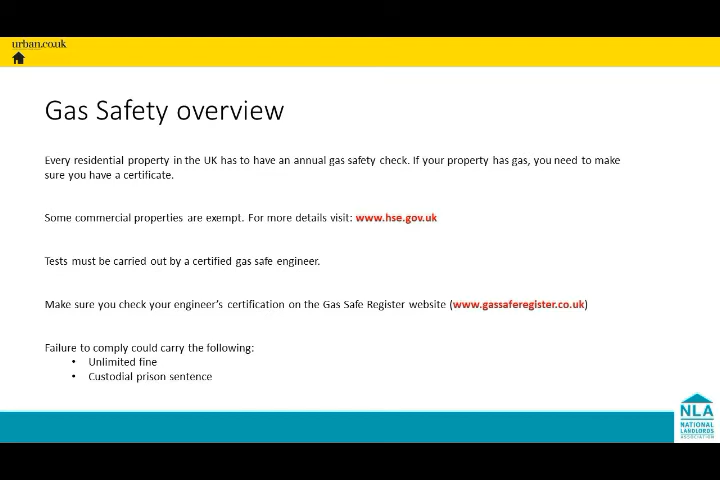 urban.co.uk
Gas Safety overview
Every residential property in the UK has to have an annual gas safety check. If your property has gas, you need to make
sure you have a certificate.
Some commercial properties are exempt. For more details visit: www.hse.gov.uk
Tests must be carried out by a certified gas safe engineer.
Make sure you check your engineer's certification on the Gas Safe Register website (www.gassaferegister.co.uk)
Failure to comply could carry the following:
• Unlimited fine
• Custodial prison sentence
NLA
NATIONAL
LANDLORDS
ASSOCIATION